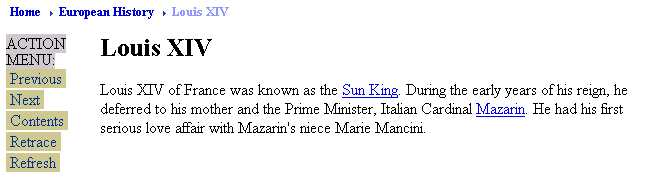 Home › European History › Louis XIV
ACTION
MENU:
Previous
Next
Contents
Retrace
Refresh
Louis XIV
Louis XIV of France was known as the Sun King. During the early years of his reign, he
deferred to his mother and the Prime Minister, Italian Cardinal Mazarin. He had his first
serious love affair with Mazarin's niece Marie Mancini.